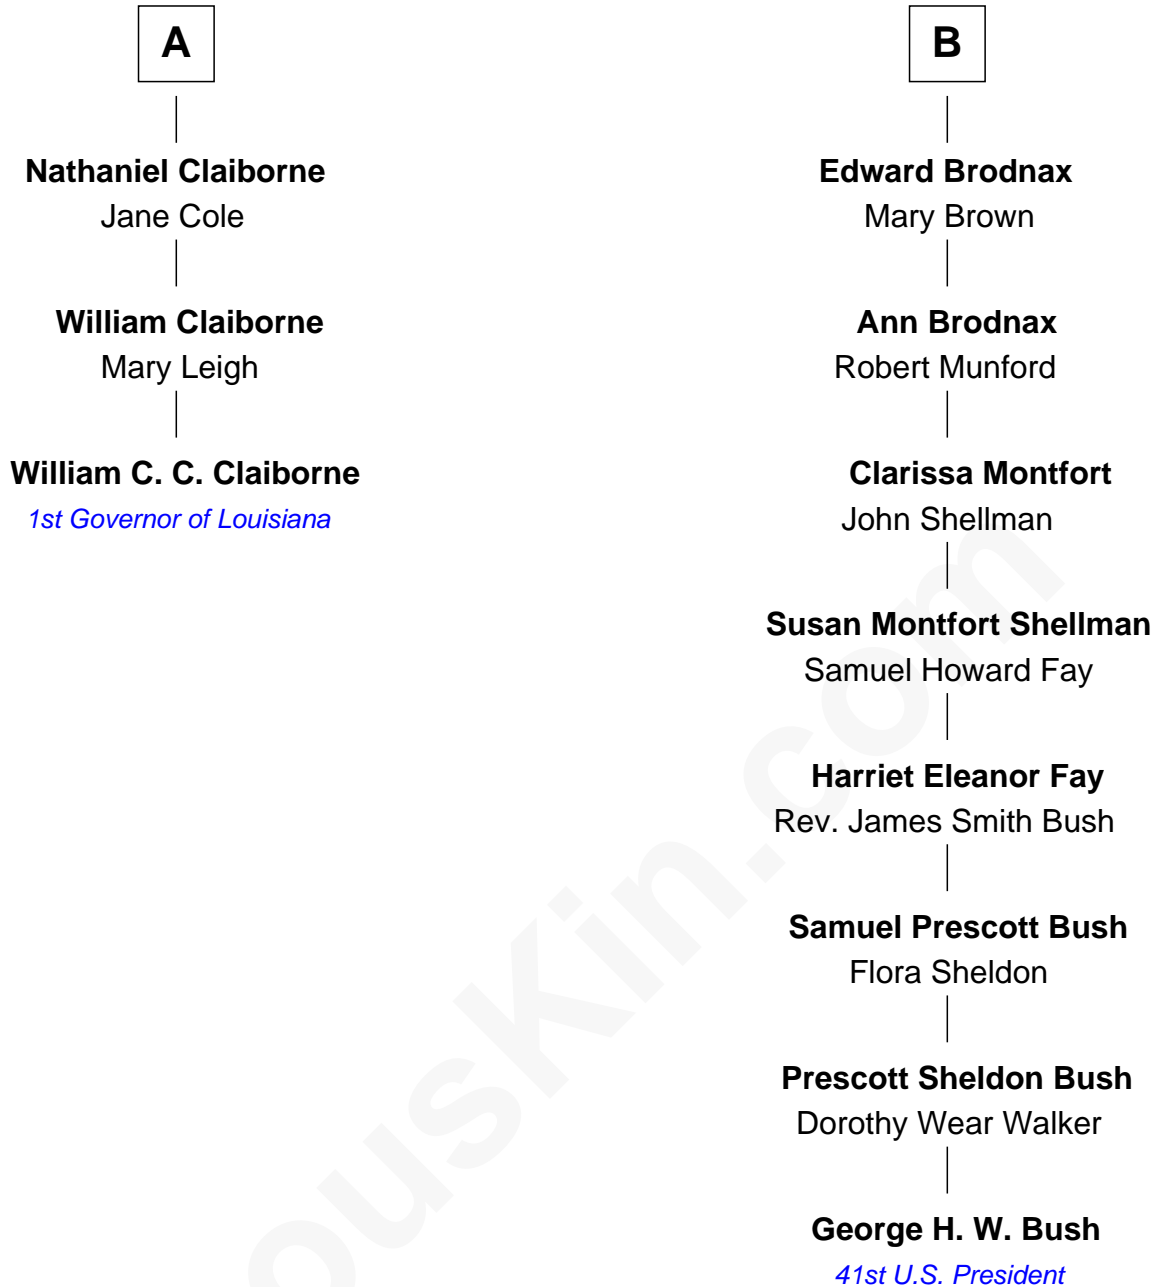 A
Nathaniel Claiborne
Jane Cole
William Claiborne
Mary Leigh
William C. C. Claiborne
1st Governor of Louisiana
B
Edward Brodnax
Mary Brown
Ann Brodnax
Robert Munford
Clarissa Montfort
John Shellman
Susan Montfort Shellman
Samuel Howard Fay
Harriet Eleanor Fay
Rev. James Smith Bush
Samuel Prescott Bush
Flora Sheldon
Prescott Sheldon Bush
Dorothy Wear Walker
George H. W. Bush
41st U.S. President
ousKin.com